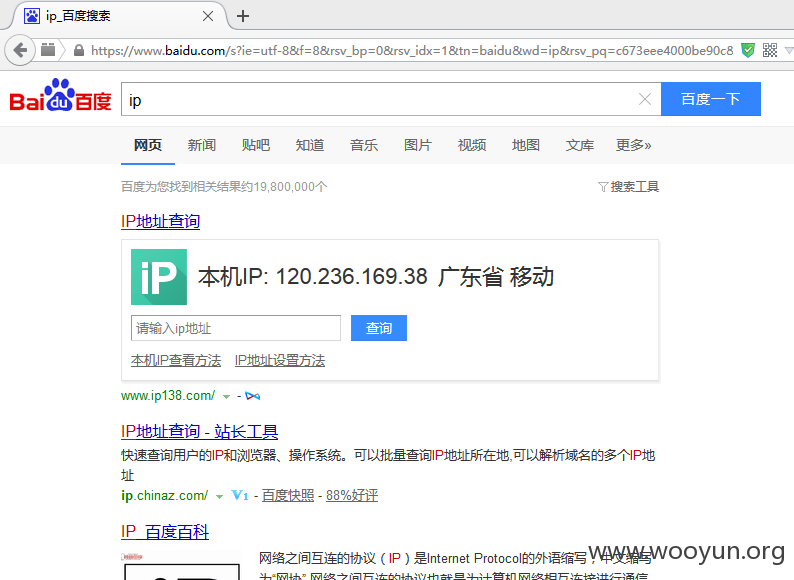 ip_百度搜索
https://www.baidu.com/s?ie=utf-8&f=8&rsv_bp=0&rsv_idx=1&tn=baidu&wd=ip&rsv_pq=c673eee4000be90c8
Bai du 百度 ip 百度一下
网页 新闻 贴吧 知道 音乐 图片 视频 地图 文库 更多»
百度为您找到相关结果约19,800,000个 搜索工具
IP地址查询
iP 本机IP: 120.236.169.38 广东省 移动
请输入ip地址 查询
本机IP查看方法 IP地址设置方法
www.ip138.com/ -
IP地址查询 - 站长工具
快速查询用户的IP和浏览器、操作系统。可以批量查询IP地址所在地,可以解析域名的多个IP地
址
ip.chinaz.com/ V1 - 百度快照 - 88%好评
IP_百度百科
网络之间互连的协议（IP）是Internet Protocol的外语缩写，中文缩写
www.wooyun.org
为“网协”.网络之间互连的协议也就是为计算机网络相互连接进行通信